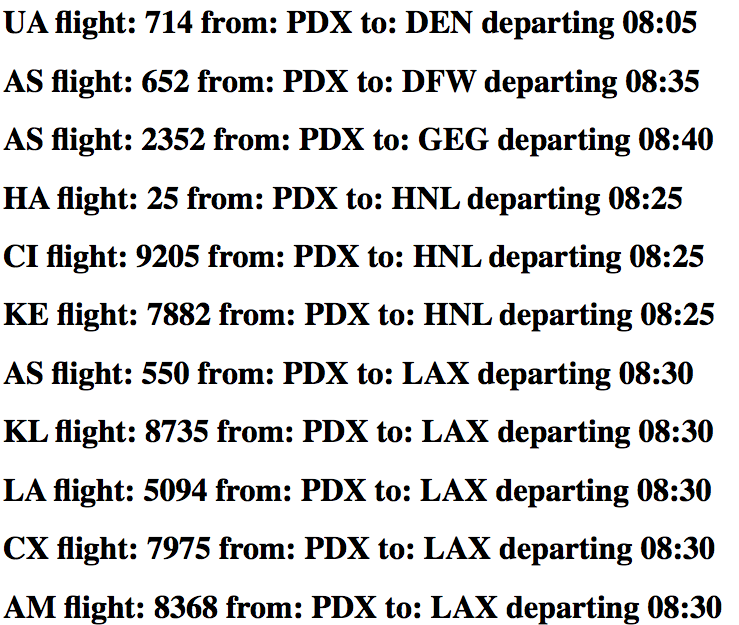 UA flight: 714 from: PDX to: DEN departing 08:05
AS flight: 652 from: PDX to: DFW departing 08:35
AS flight: 2352 from: PDX to: GEG departing 08:40
HA flight: 25 from: PDX to: HNL departing 08:25
CI flight: 9205 from: PDX to: HNL departing 08:25
KE flight: 7882 from: PDX to: HNL departing 08:25
AS flight: 550 from: PDX to: LAX departing 08:30
KL flight: 8735 from: PDX to: LAX departing 08:30
LA flight: 5094 from: PDX to: LAX departing 08:30
CX flight: 7975 from: PDX to: LAX departing 08:30
AM flight: 8368 from: PDX to: LAX departing 08:30